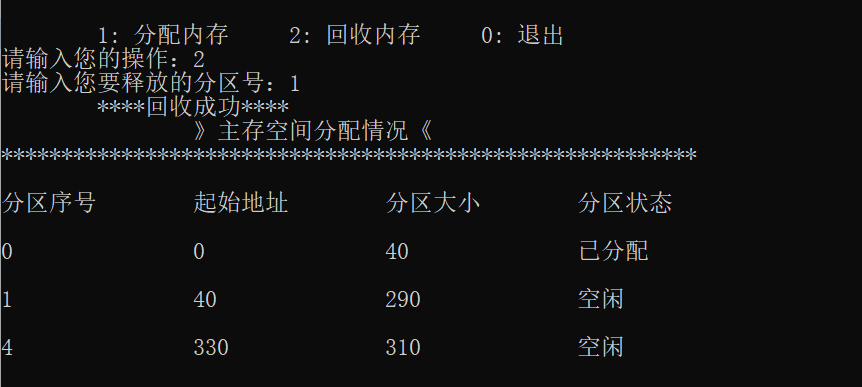 1: 分配内存 2: 回收内存 0: 退出
请输入您的操作：2
请输入您要释放的分区号：1
****回收成功****
》主存空间分配情况《
**********************************************************
分区序号 起始地址 分区大小 分区状态
0 0 40 已分配
1 40 290 空闲
4 330 310 空闲